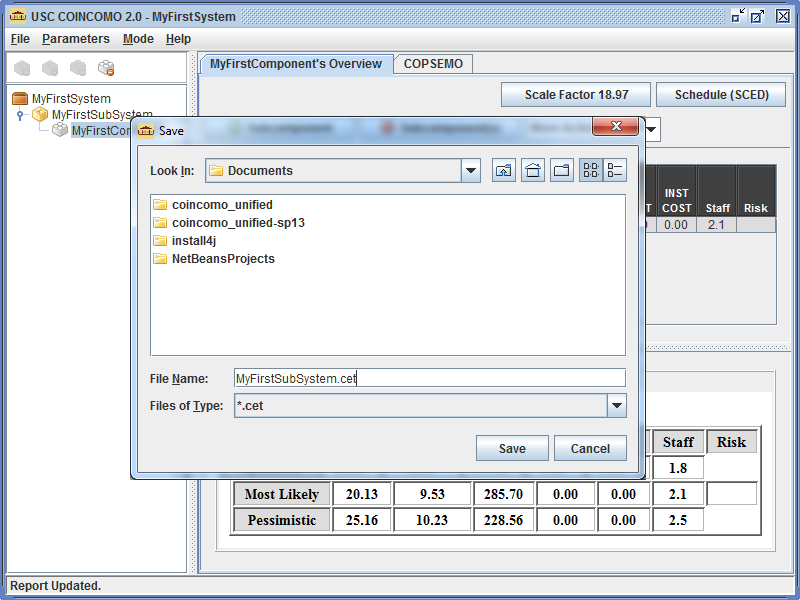 USC COINCOMO 2.0 - MyFirstSystem
File Parameters Mode Help
MyFirstComponent's Overview COPSEMO
Scale Factor 18.97 Schedule (SCED)
MyFirstSystem
MyFirstSubSystem
MyFirstCor
Save
Look In: Documents
coincomo_unified
coincomo_unified-sp13
install4j
NetBeansProjects
File Name: MyFirstSubSystem.cet
Files of Type: *.cet
Save Cancel
INST
COST Staff Risk
0.00 2.1
Staff Risk
1.8
Most Likely 20.13 9.53 285.70 0.00 0.00 2.1
Pessimistic 25.16 10.23 228.56 0.00 0.00 2.5
Report Updated.